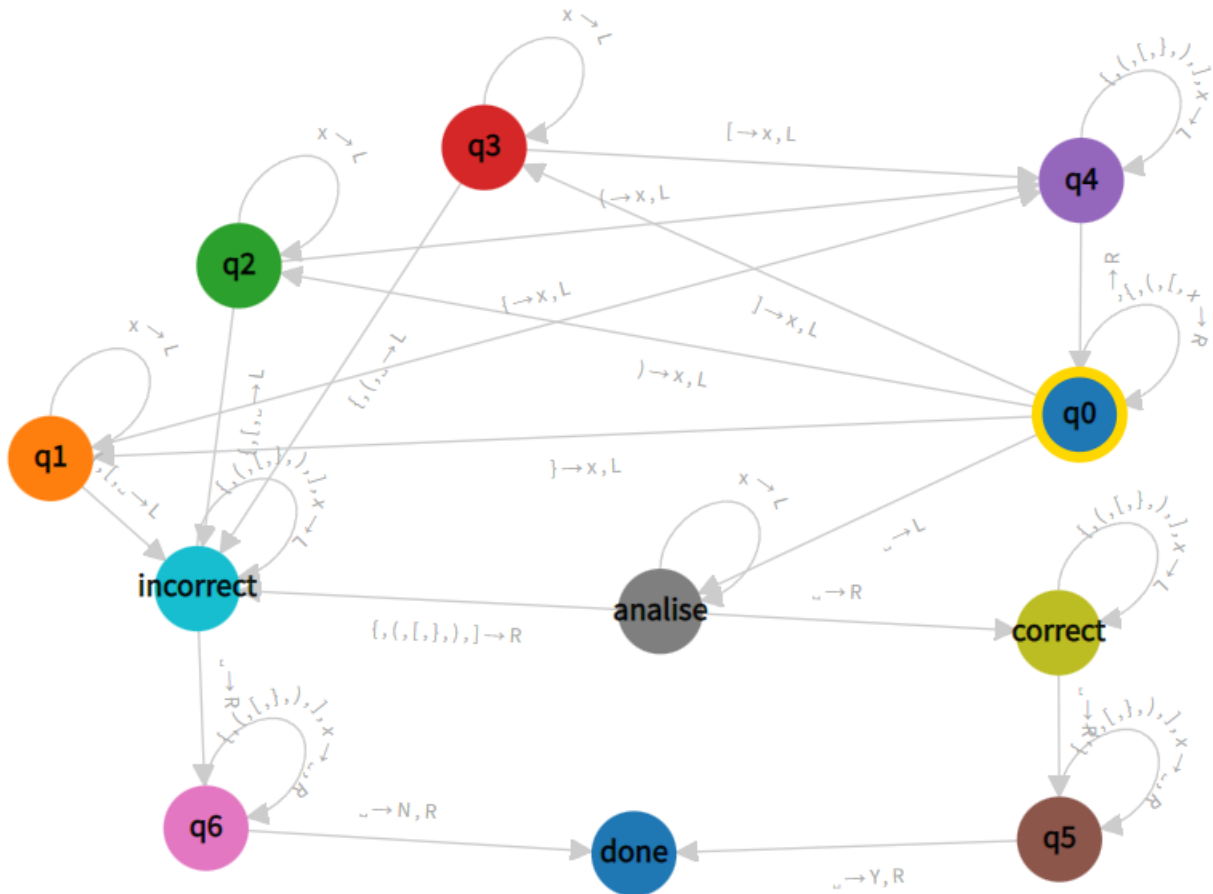 x→L
x→L
{,(,[,},),],x→L
q3
[→x,L
q4
x→L
(→x,L
q2
␣→R
{,(,[,x→R
{→x,L
]→x,L
x→L
{,(,␣→L
)→x,L
q0
{,[,␣→L
q1
}→x,L
,[,␣→L
{,(,[,},),],x→L
x→L
{,(,[,},),],x→L
␣→L
incorrect
analise
␣→R
correct
{,(,[,},),]→R
␣→R
␣→R
{,(,[,},),],x→␣,R
{,(,[,},),],x→␣,R
q6
␣→N,R
done
q5
␣→Y,R